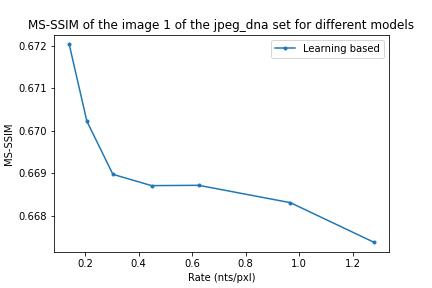 MS-SSIM of the image 1 of the jpeg_dna set for different models
Learning based
0.672
0.671
0.670
0.669
0.668
MS-SSIM
0.2 0.4 0.6 0.8 1.0 1.2
Rate (nts/pxl)